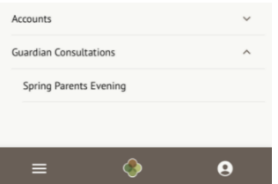 Accounts
Guardian Consultations
Spring Parents Evening